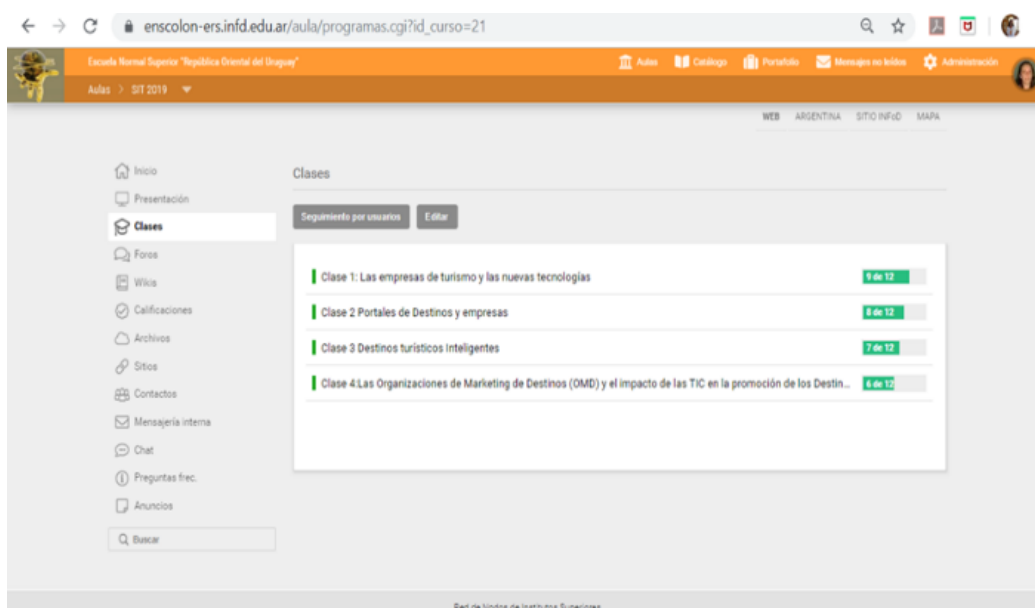 enscolon-ers.infd.edu.ar/aula/programas.cgi?id_curso=21
Escuela Normal Superior "República Oriental del Uruguay"
Aulas Catálogo Portafolio Mensajes no leídos Administración
Aulas > SIT 2019
WEB ARGENTINA SITIO INFoD MAPA
Inicio
Presentación
Clases
Foros
Wikis
Calificaciones
Archivos
Sitios
Contactos
Mensajería interna
Chat
Preguntas frec.
Anuncios
Buscar
Clases
Seguimiento por usuarios Editar
Clase 1: Las empresas de turismo y las nuevas tecnologías 9 de 12
Clase 2 Portales de Destinos y empresas 8 de 12
Clase 3 Destinos turísticos Inteligentes 7 de 12
Clase 4:Las Organizaciones de Marketing de Destinos (OMD) y el impacto de las TIC en la promoción de los Destin... 6 de 12
Red de Nodos de Institutos Superiores